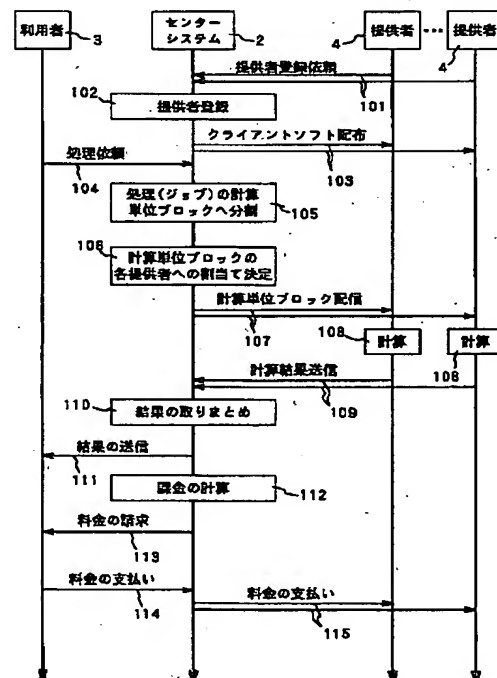 利用者
3
センター
システム
2
4
提供者
…
提供者
4
提供者登録依頼
101
102
提供者登録
クライアントソフト配布
103
処理依頼
104
処理(ジョブ)の計算
単位ブロックへ分割
105
106
計算単位ブロックの
各提供者への割当て決定
計算単位ブロック配信
107
108
計算
計算
108
計算結果送信
109
110
結果の取りまとめ
結果の送信
111
課金の計算
112
料金の請求
113
料金の支払い
114
料金の支払い
115